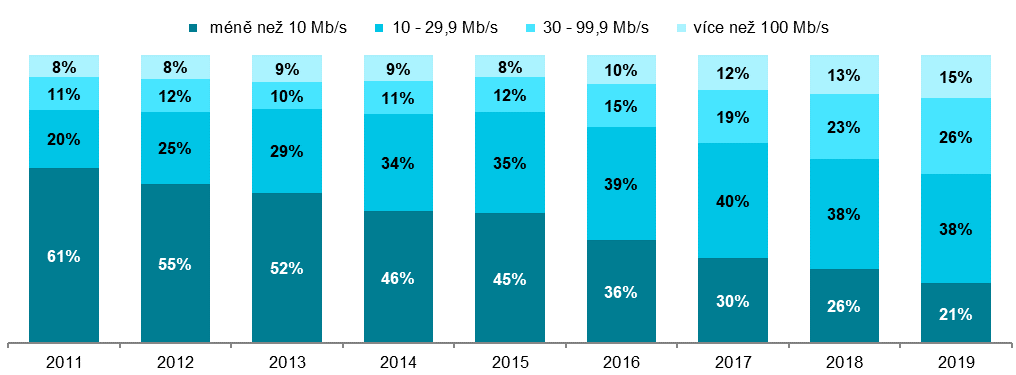 méně než 10 Mb/s 10 - 29,9 Mb/s 30 - 99,9 Mb/s více než 100 Mb/s
8% 8% 9% 9% 8% 10% 12% 13% 15%
11% 12% 10% 11% 12% 15% 19% 23% 26%
20% 25% 29% 34% 35% 39% 40% 38% 38%
61% 55% 52% 46% 45% 36% 30% 26% 21%
2011 2012 2013 2014 2015 2016 2017 2018 2019